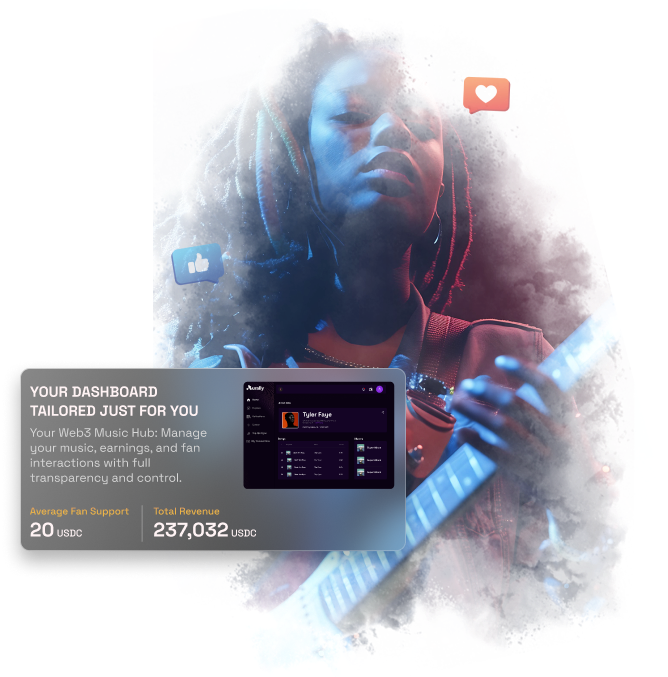 YOUR DASHBOARD
TAILORED JUST FOR YOU
Your Web3 Music Hub: Manage
your music, earnings, and fan
interactions with full
transparency and control.
Average Fan Support
20 USDC
Total Revenue
237,032 USDC
Tyler Faye